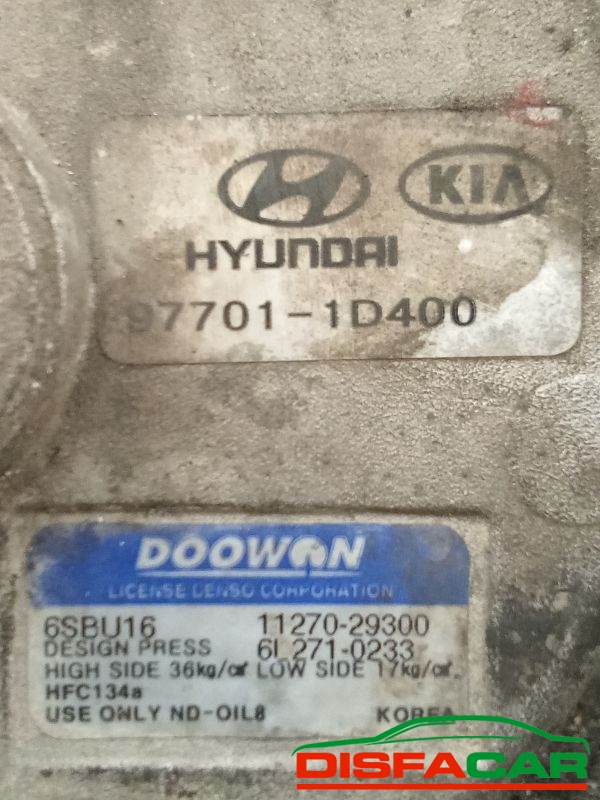 KIA
HYUNDAI
97701-1D400
DOOWON
LICENSE DENSO CORPORATION
6SBU16 11270-29300
DESIGN PRESS 6L271-0233
HIGH SIDE 36kg/㎠ LOW SIDE 17kg/㎠.
HFC134a
USE ONLY ND-OIL8 KOREA
DISFACAR